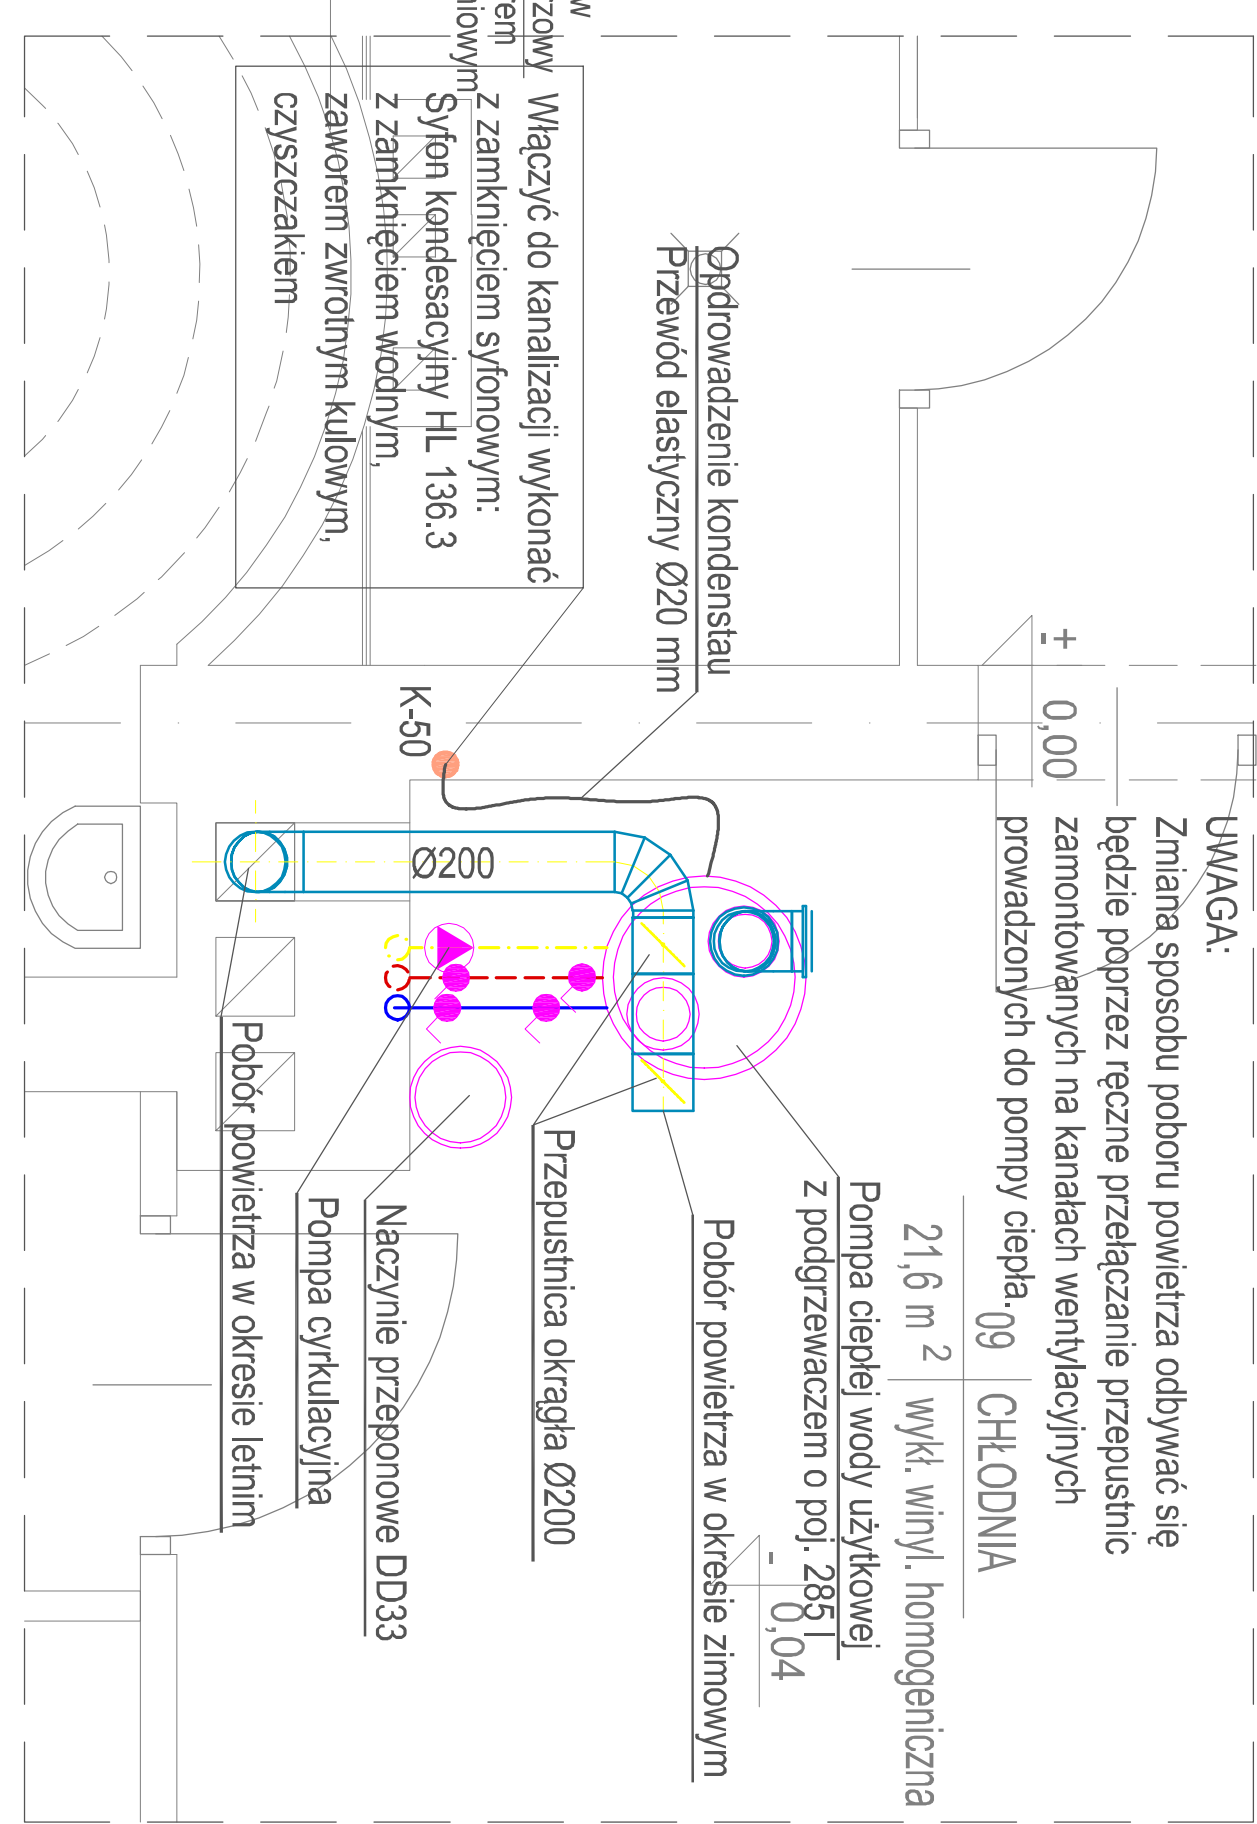 UWAGA:
Zmiana sposobu poboru powietrza odbywać się
będzie poprzez ręczne przełączanie przepustnic
zamontowanych na kanałach wentylacyjnych
prowadzonych do pompy ciepła.
+
-
0,00
09 CHŁODNIA
21,6 m 2 wykł. winyl. homogeniczna
Pompa ciepłej wody użytkowej
z podgrzewaczem o poj. 285 l
-
0,04
Pobór powietrza w okresie zimowym
Przepustnica okrągła Ø200
Naczynie przeponowe DD33
Pompa cyrkulacyjna
Pobór powietrza w okresie letnim
Opdrowadzenie kondenstau
Przewód elastyczny Ø20 mm
Ø200
K-50
Włączyć do kanalizacji wykonać
z zamknięciem syfonowym:
Syfon kondesacyjny HL 136.3
z zamknięciem wodnym,
zaworem zwrotnym kulowym,
czyszczakiem
w
rzowy
rem
niowym